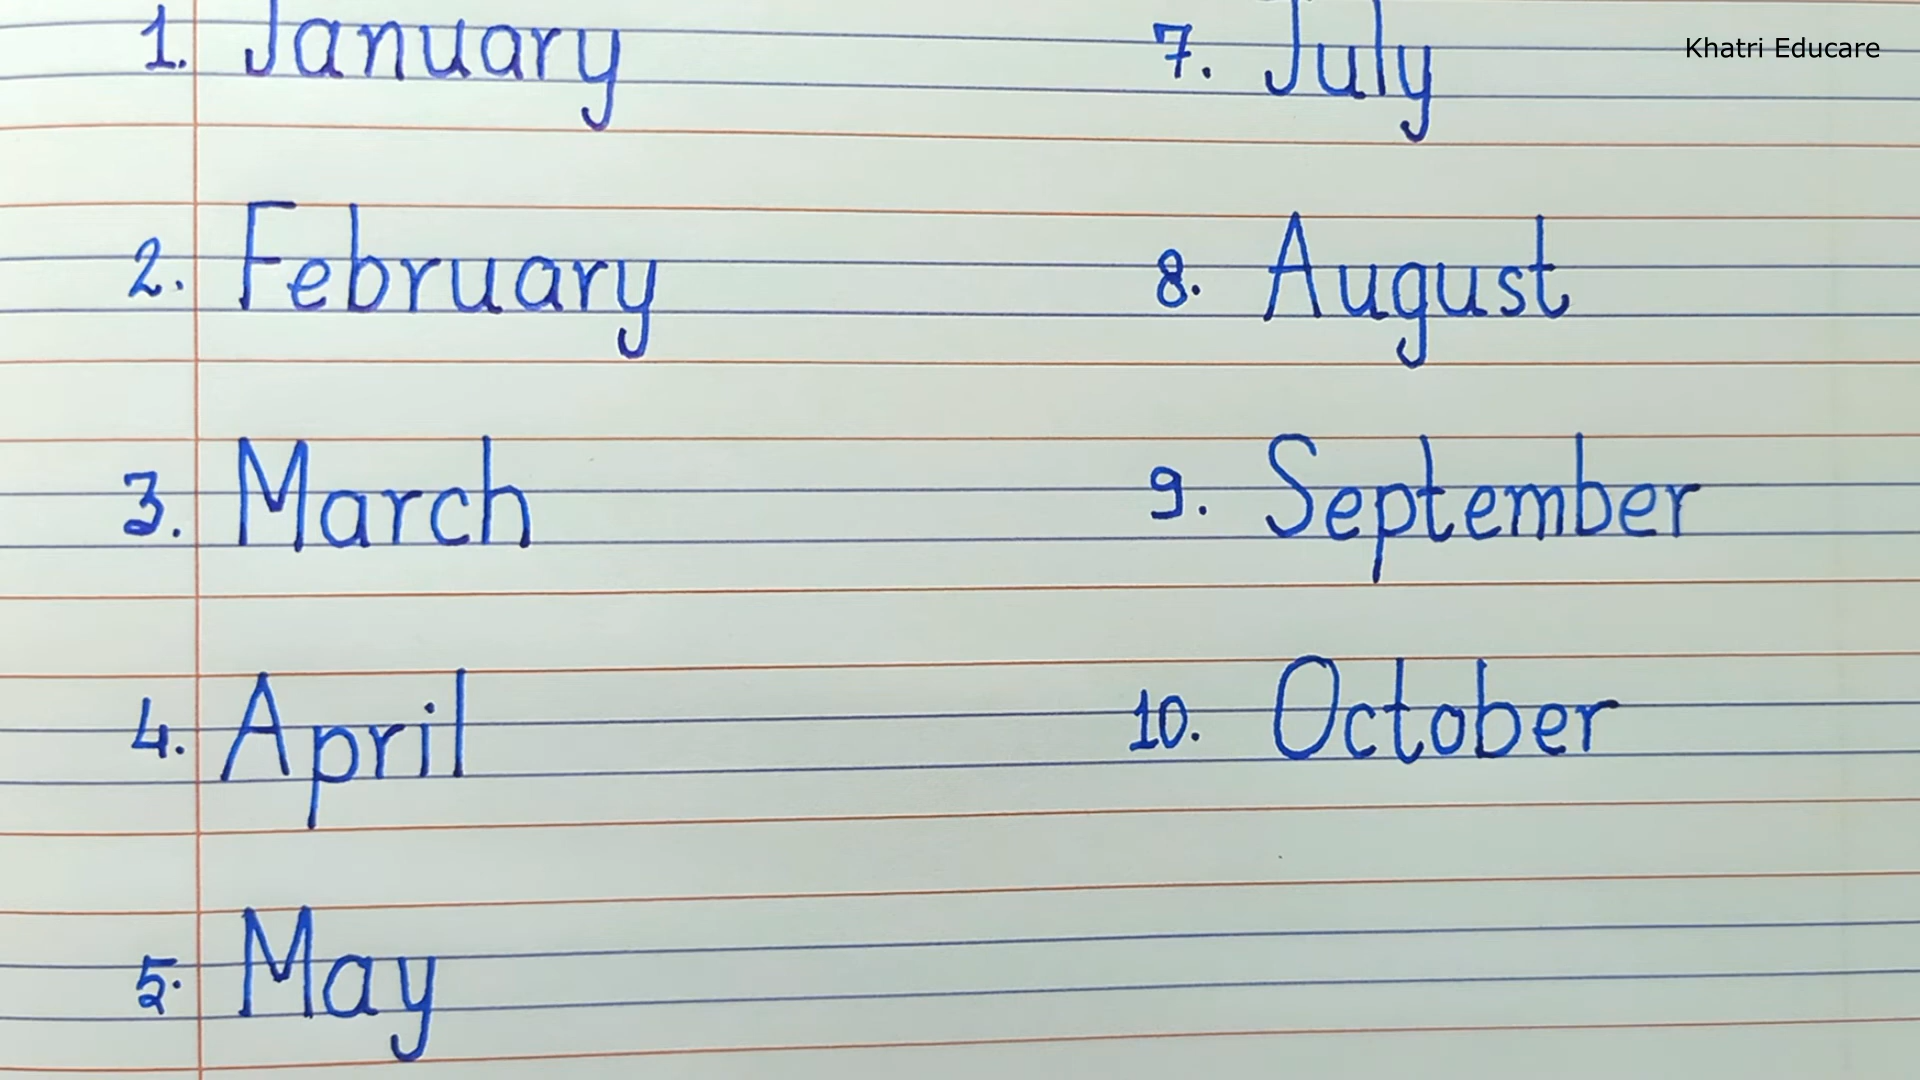 1. January
2. February
3. March
4. April
5. May
7. July
8. August
9. September
10. October
Khatri Educare